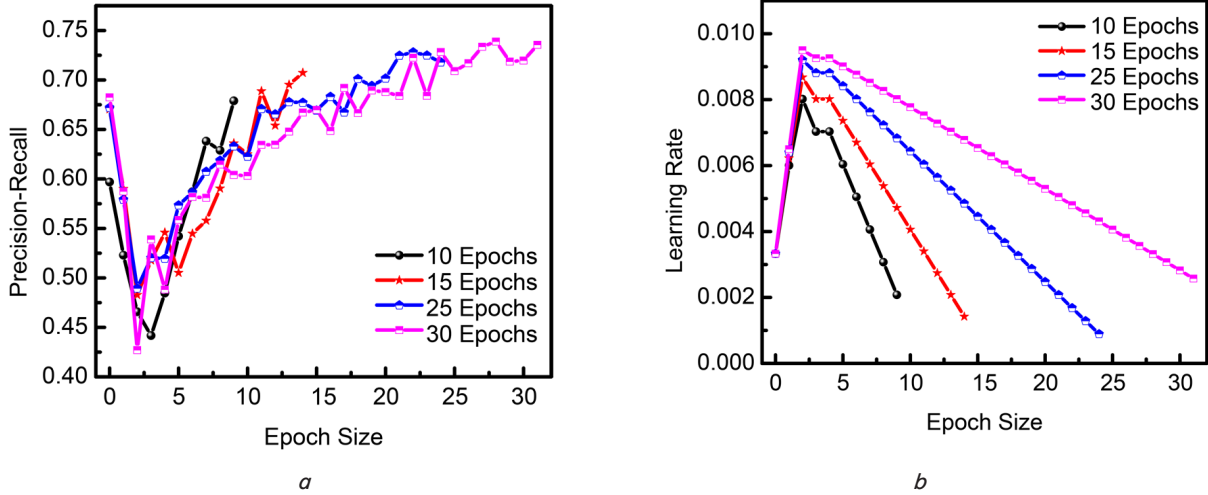 0.75
0.70
0.65
0.60
0.55
0.50
0.45
0.40
Precision-Recall
10 Epochs
15 Epochs
25 Epochs
30 Epochs
0 5 10 15 20 25 30
Epoch Size
a
0.010
0.008
0.006
0.004
0.002
0.000
Learning Rate
10 Epochs
15 Epochs
25 Epochs
30 Epochs
0 5 10 15 20 25 30
Epoch Size
b